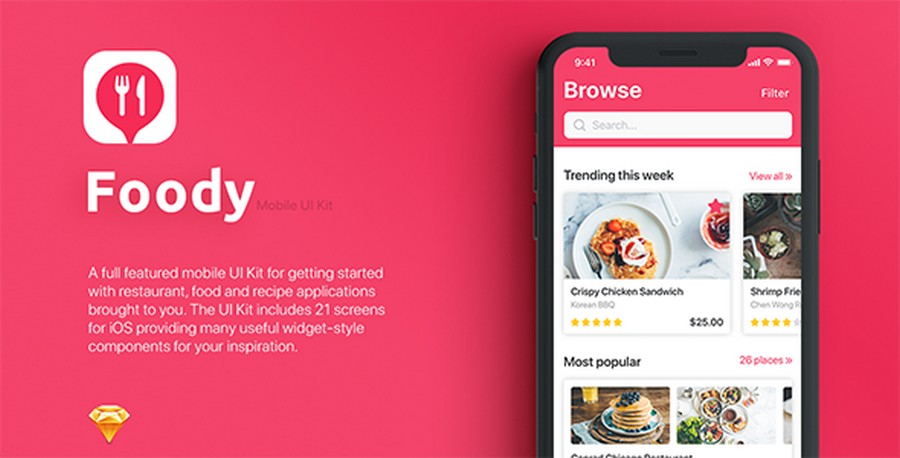 Foody Mobile UI Kit
A full featured mobile UI Kit for getting started
with restaurant, food and recipe applications
brought to you. The UI Kit includes 21 screens
for iOS providing many useful widget-style
components for your inspiration.
9:41
Browse
Filter
Search...
Trending this week
View all »
Crispy Chicken Sandwich
Korean BBQ
$25.00
Shrimp Frie
Chen Wong R
Most popular
26 places »
Conrad Chicago Restaurant